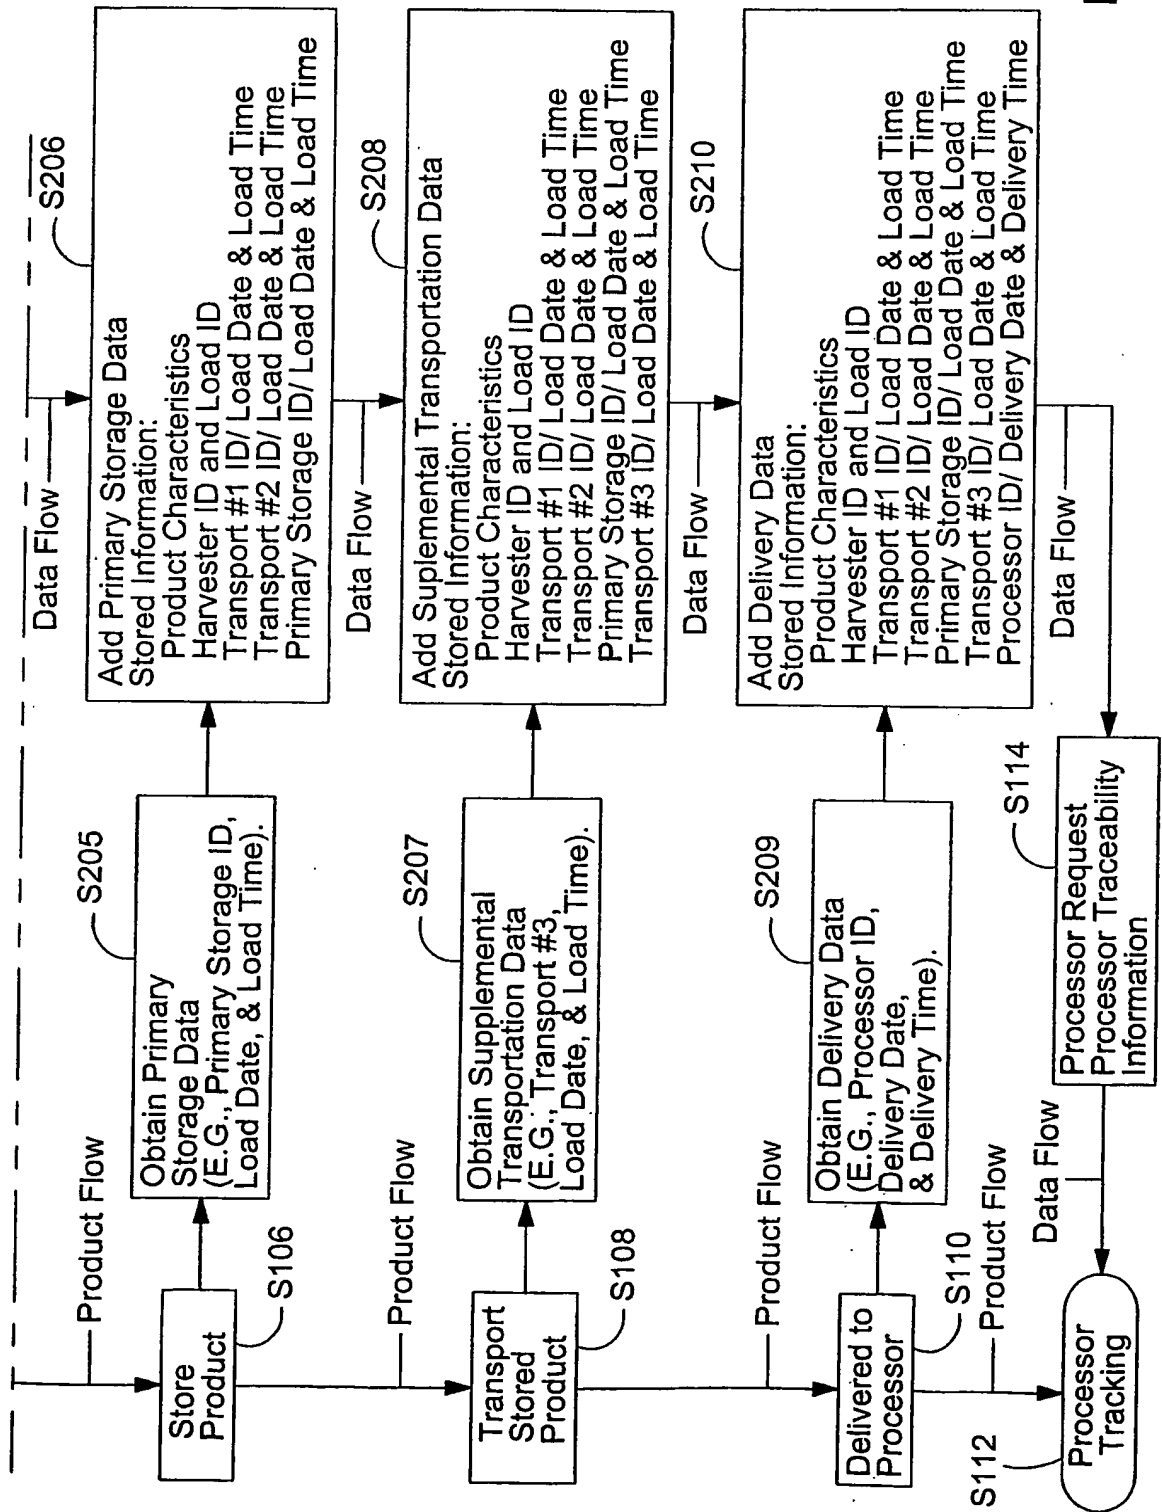 Product Flow
Store
Product
S106
Obtain Primary
Storage Data
(E.G., Primary Storage ID,
Load Date, & Load Time).
S205
Data Flow
Add Primary Storage Data
Stored Information:
Product Characteristics
Harvester ID and Load ID
Transport #1 ID/ Load Date & Load Time
Transport #2 ID/ Load Date & Load Time
Primary Storage ID/ Load Date & Load Time
S206
Product Flow
Transport
Stored
Product
S108
Obtain Supplemental
Transportation Data
(E.G., Transport #3,
Load Date, & Load Time).
S207
Data Flow
Add Suplemental Transportation Data
Stored Information:
Product Characteristics
Harvester ID and Load ID
Transport #1 ID/ Load Date & Load Time
Transport #2 ID/ Load Date & Load Time
Primary Storage ID/ Load Date & Load Time
Transport #3 ID/ Load Date & Load Time
S208
Product Flow
Delivered to
Processor
S110
Obtain Delivery Data
(E.G., Processor ID,
Delivery Date,
& Delivery Time).
S209
Data Flow
Add Delivery Data
Stored Information:
Product Characteristics
Harvester ID and Load ID
Transport #1 ID/ Load Date & Load Time
Transport #2 ID/ Load Date & Load Time
Primary Storage ID/ Load Date & Load Time
Transport #3 ID/ Load Date & Load Time
Processor ID/ Delivery Date & Delivery Time
S210
Product Flow
Data Flow
Processor Request
Processor Traceability
Information
S114
Data Flow
Processor
Tracking
S112